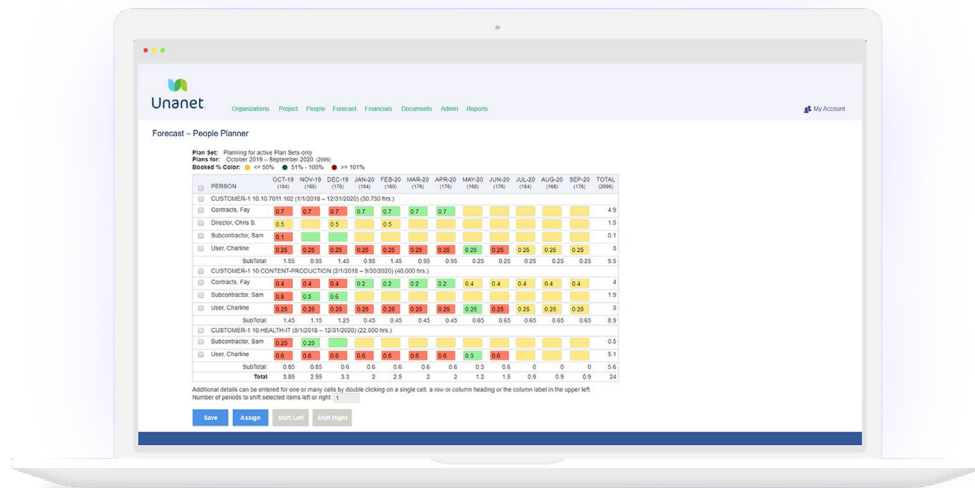 Unanet
Organizations Project People Forecast Financials Documents Admin Reports
My Account
Forecast – People Planner
Plan Set: Planning for active Plan Sets only
Plans for: October 2019 – September 2020 (2096)
Booked % Color: <= 50% 51% - 100% >= 101%
OCT-19 NOV-19 DEC-19 JAN-20 FEB-20 MAR-20 APR-20 MAY-20 JUN-20 JUL-20 AUG-20 SEP-20 TOTAL
PERSON (184) (168) (176) (184) (160) (176) (176) (168) (176) (184) (168) (176) (2096)
CUSTOMER-1 10.10.7011.102 (1/1/2018 – 12/31/2020) (30,750 hrs.)
Contracts, Fay 0.7 0.7 0.7 0.7 0.7 0.7 0.7 4.9
Director, Chris S. 0.5 0.5 0.5 1.5
Subcontractor, Sam 0.1 0.1
User, Charline 0.25 0.25 0.25 0.25 0.25 0.25 0.25 0.25 0.25 0.25 0.25 0.25 3
SubTotal: 1.55 0.95 1.45 0.95 1.45 0.95 0.95 0.25 0.25 0.25 0.25 0.25 9.5
CUSTOMER-1 10.CONTENT-PRODUCTION (2/1/2018 – 9/30/2020) (40,000 hrs.)
Contracts, Fay 0.4 0.4 0.4 0.2 0.2 0.2 0.2 0.4 0.4 0.4 0.4 0.4 4
Subcontractor, Sam 0.8 0.5 0.6 1.9
User, Charline 0.25 0.25 0.25 0.25 0.25 0.25 0.25 0.25 0.25 0.25 0.25 0.25 3
SubTotal: 1.45 1.15 1.25 0.45 0.45 0.45 0.45 0.65 0.65 0.65 0.65 0.65 8.9
CUSTOMER-1 10.HEALTH-IT (5/1/2018 – 12/31/2020) (22,000 hrs.)
Subcontractor, Sam 0.25 0.25 0.5
User, Charline 0.6 0.6 0.6 0.6 0.6 0.6 0.6 0.3 0.6 5.1
SubTotal: 0.85 0.85 0.6 0.6 0.6 0.6 0.6 0.3 0.6 0 0 0 5.6
Total 3.85 2.95 3.3 2 2.5 2 2 1.2 1.5 0.9 0.9 0.9 24
Additional details can be entered for one or many cells by double clicking on a single cell, a row or column heading or the column label in the upper left.
Number of periods to shift selected items left or right: 1
Save Assign Shift Left Shift Right